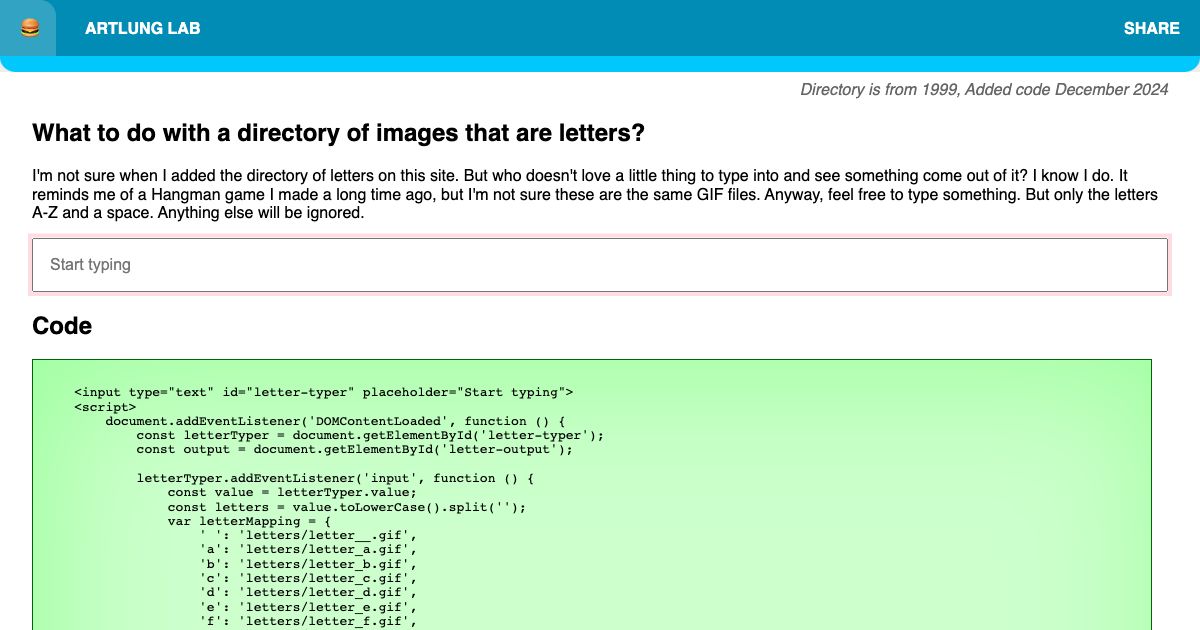 ARTLUNG LAB
SHARE
Directory is from 1999, Added code December 2024
What to do with a directory of images that are letters?
I'm not sure when I added the directory of letters on this site. But who doesn't love a little thing to type into and see something come out of it? I know I do. It
reminds me of a Hangman game I made a long time ago, but I'm not sure these are the same GIF files. Anyway, feel free to type something. But only the letters
A-Z and a space. Anything else will be ignored.
Start typing
Code
<input type="text" id="letter-typer" placeholder="Start typing">
<script>
    document.addEventListener('DOMContentLoaded', function () {
        const letterTyper = document.getElementById('letter-typer');
        const output = document.getElementById('letter-output');
        letterTyper.addEventListener('input', function () {
            const value = letterTyper.value;
            const letters = value.toLowerCase().split('');
            var letterMapping = {
                ' ': 'letters/letter__.gif',
                'a': 'letters/letter_a.gif',
                'b': 'letters/letter_b.gif',
                'c': 'letters/letter_c.gif',
                'd': 'letters/letter_d.gif',
                'e': 'letters/letter_e.gif',
                'f': 'letters/letter_f.gif',